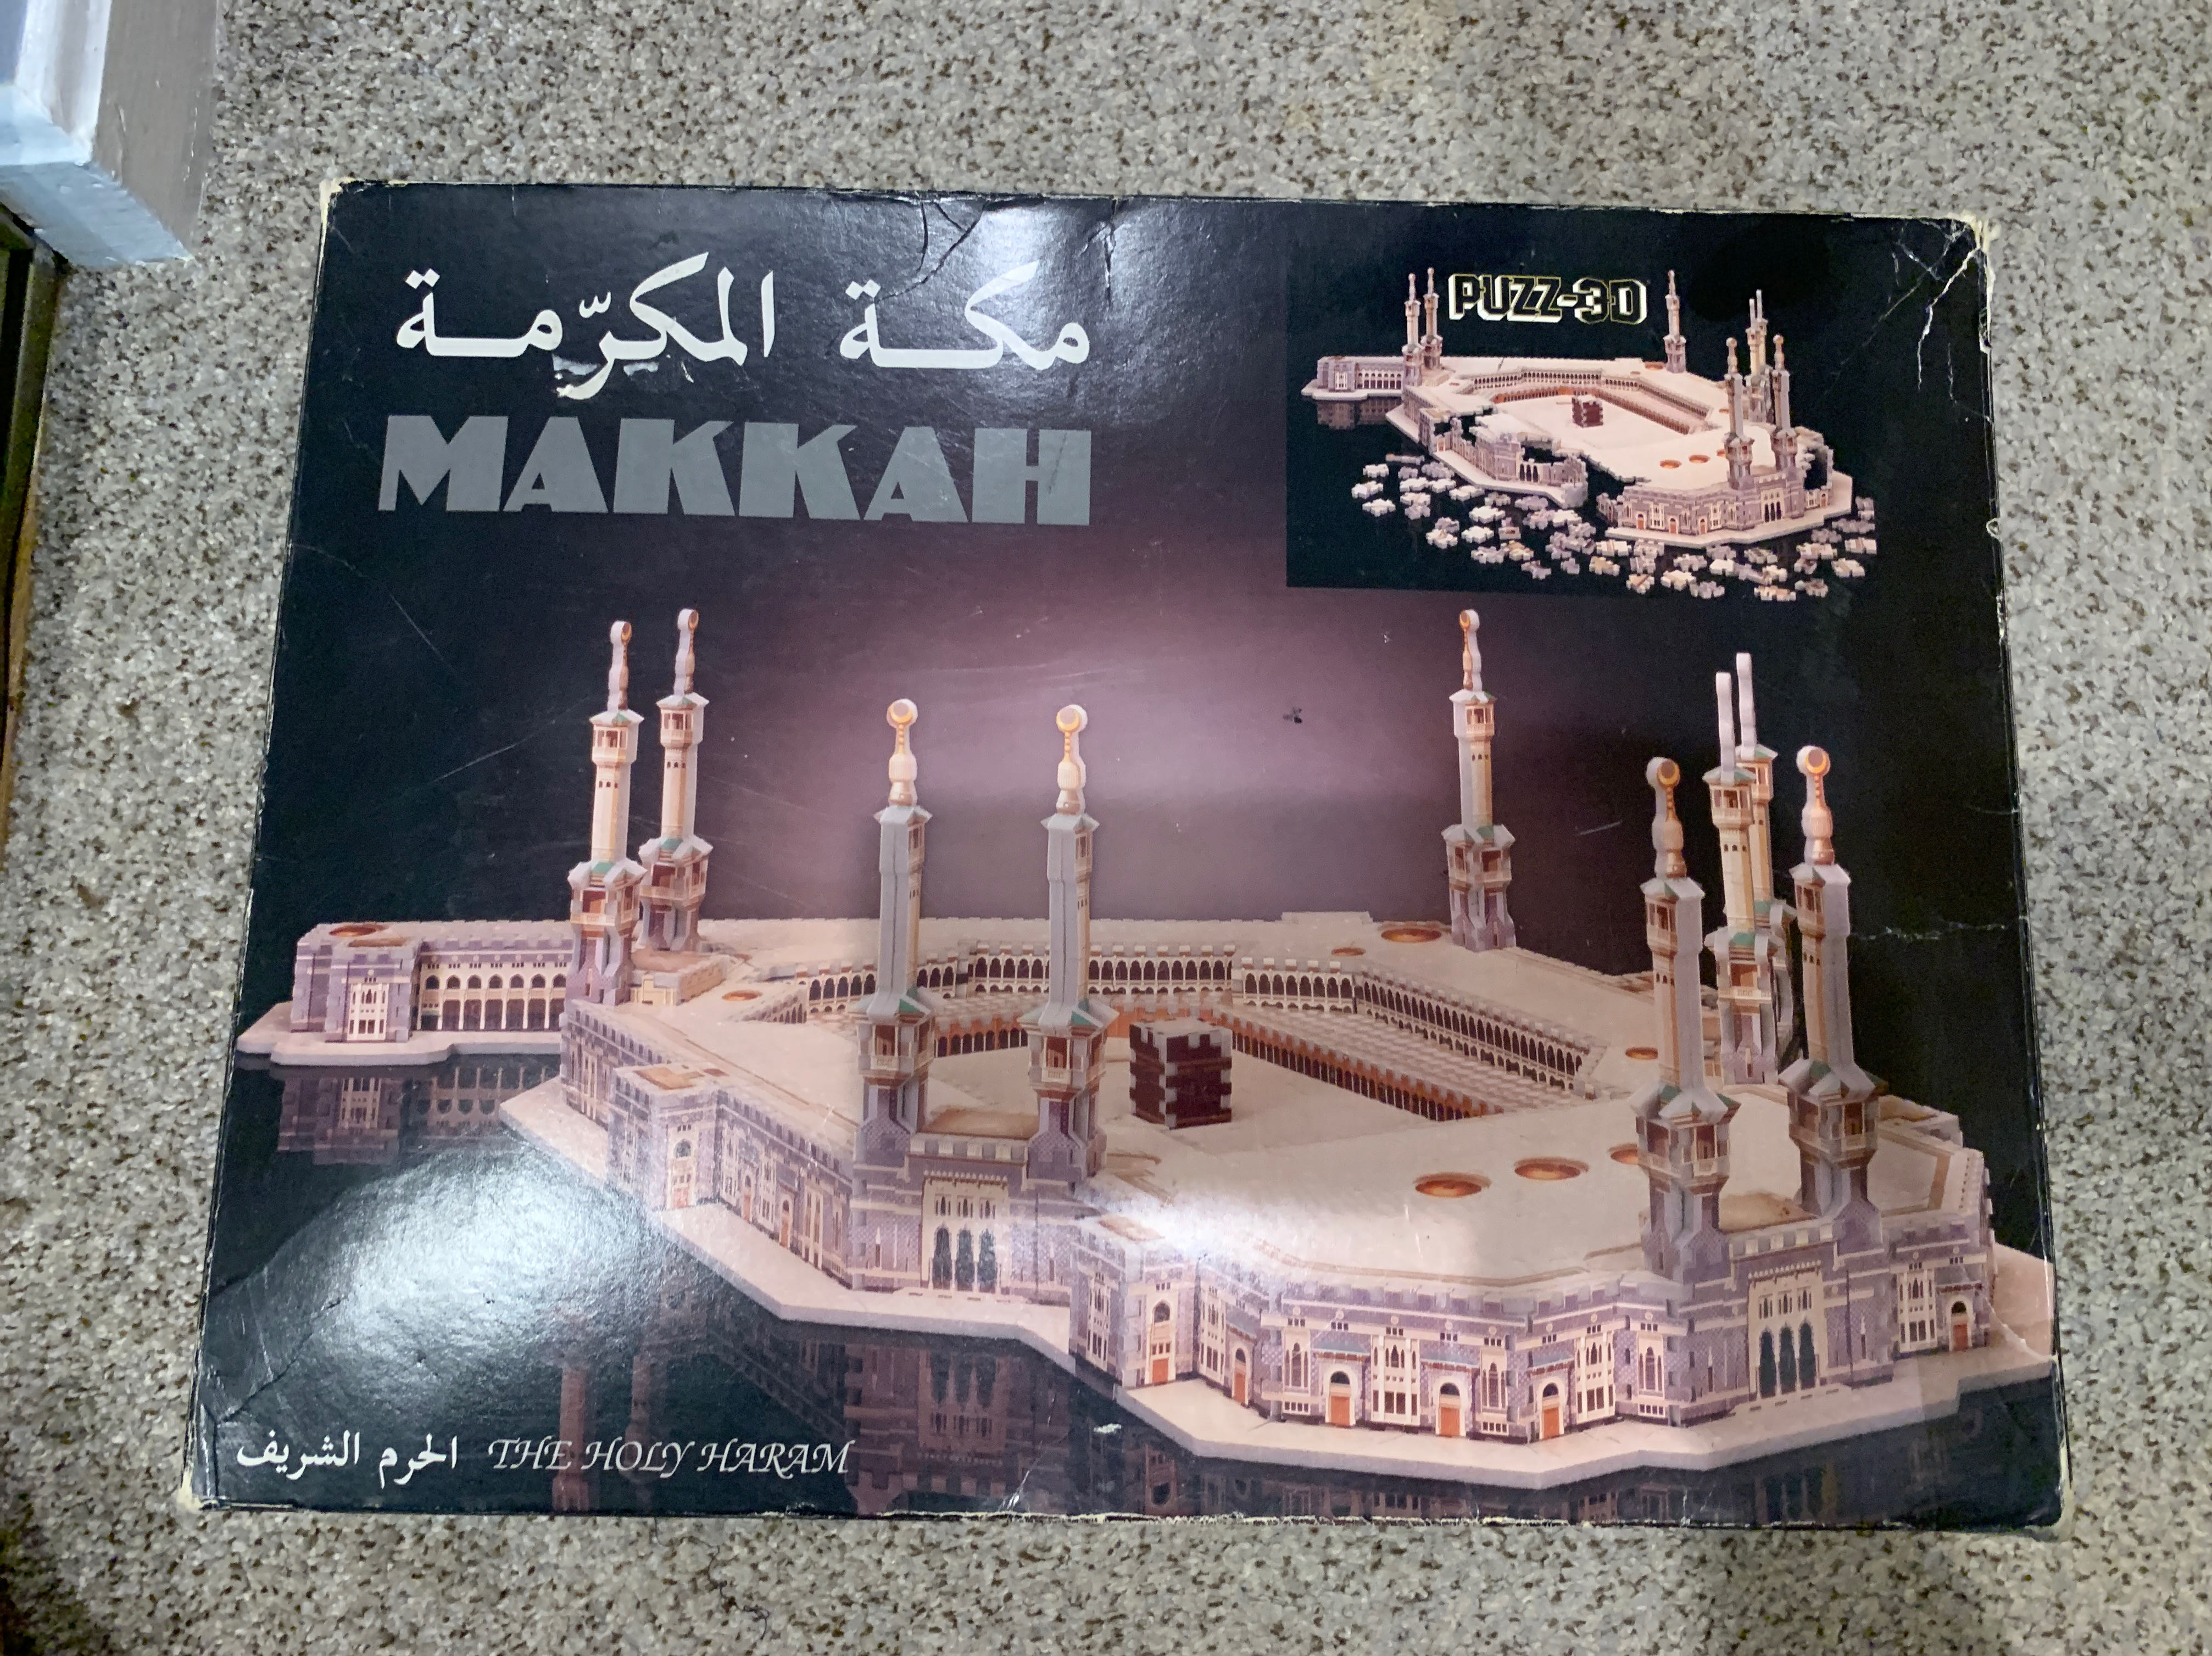 مكة المكرّمة
MAKKAH
PUZZ-3D
الحرم الشريف THE HOLY HARAM